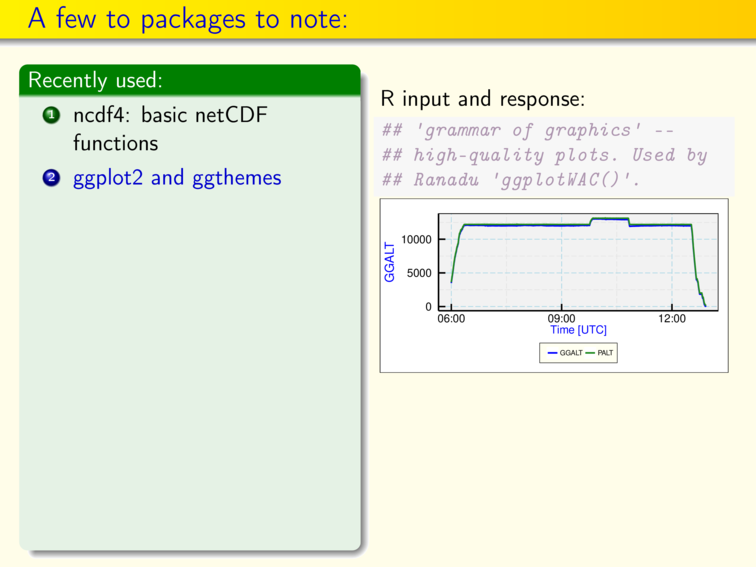 A few to packages to note:
Recently used:
1 ncdf4: basic netCDF
functions
2 ggplot2 and ggthemes
R input and response:
## 'grammar of graphics' --
## high-quality plots. Used by
## Ranadu 'ggplotWAC()'.
GGALT
10000
5000
0
06:00 09:00 12:00
Time [UTC]
GGALT PALT